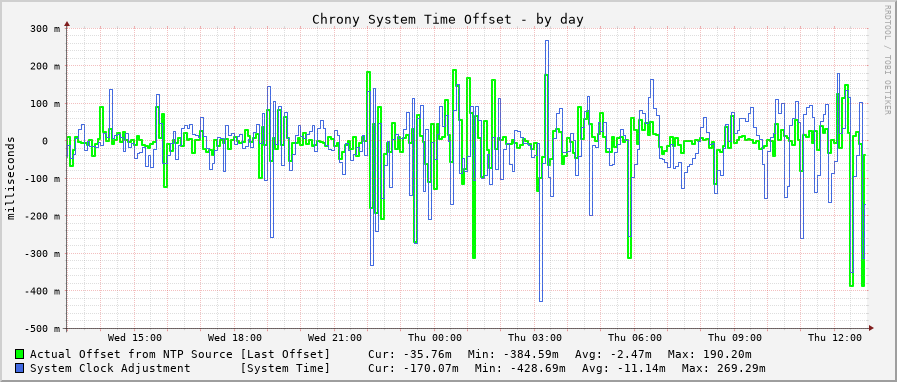 Chrony System Time Offset - by day
RRDTOOL / TOBI OETIKER
milliseconds
300 m
200 m
100 m
0
-100 m
-200 m
-300 m
-400 m
-500 m
Wed 15:00 Wed 18:00 Wed 21:00 Thu 00:00 Thu 03:00 Thu 06:00 Thu 09:00 Thu 12:00
Actual Offset from NTP Source [Last Offset] Cur: -35.76m Min: -384.59m Avg: -2.47m Max: 190.20m
System Clock Adjustment [System Time] Cur: -170.07m Min: -428.69m Avg: -11.14m Max: 269.29m